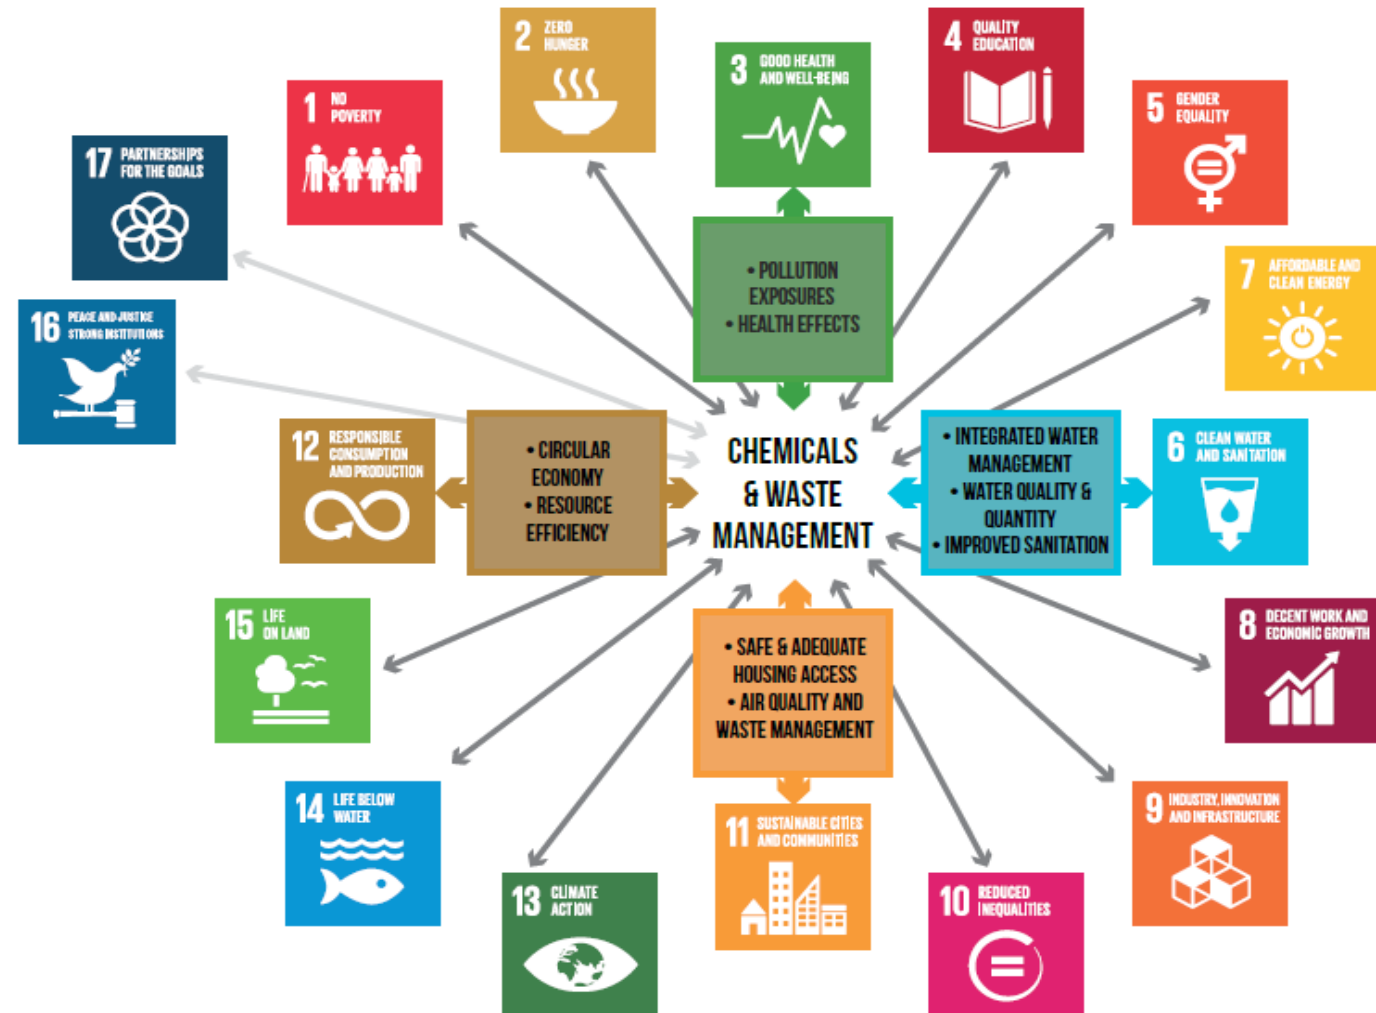 2 ZERO
HUNGER
4 QUALITY
EDUCATION
3 GOOD HEALTH
AND WELL-BEING
1 NO
POVERTY
5 GENDER
EQUALITY
17 PARTNERSHIPS
FOR THE GOALS
• POLLUTION
EXPOSURES
• HEALTH EFFECTS
7 AFFORDABLE AND
CLEAN ENERGY
16 PEACE AND JUSTICE
STRONG INSTITUTIONS
12 RESPONSIBLE
CONSUMPTION
AND PRODUCTION
• CIRCULAR
ECONOMY
• RESOURCE
EFFICIENCY
CHEMICALS
& WASTE
MANAGEMENT
• INTEGRATED WATER
MANAGEMENT
• WATER QUALITY &
QUANTITY
• IMPROVED SANITATION
6 CLEAN WATER
AND SANITATION
15 LIFE
ON LAND
• SAFE & ADEQUATE
HOUSING ACCESS
• AIR QUALITY AND
WASTE MANAGEMENT
8 DECENT WORK AND
ECONOMIC GROWTH
14 LIFE BELOW
WATER
11 SUSTAINABLE CITIES
AND COMMUNITIES
9 INDUSTRY, INNOVATION
AND INFRASTRUCTURE
13 CLIMATE
ACTION
10 REDUCED
INEQUALITIES